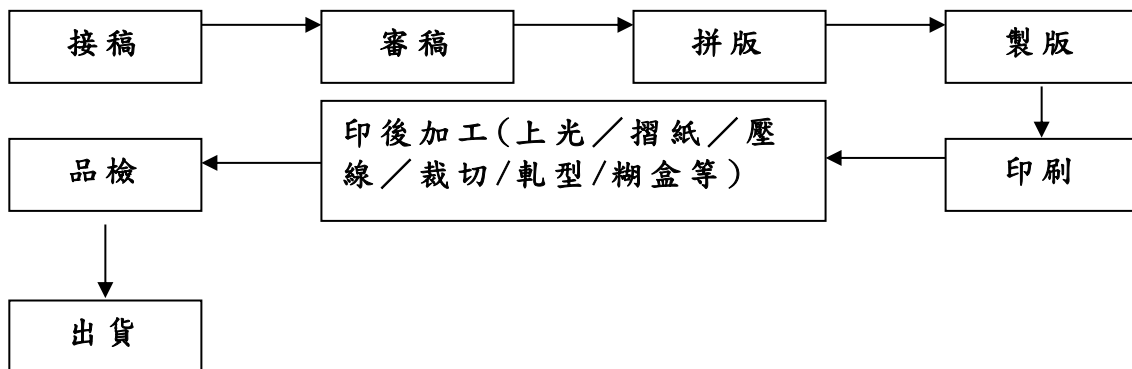 接稿
審稿
拼版
製版
印刷
印後加工(上光／摺紙／壓
線／裁切/軋型/糊盒等)
品檢
出貨